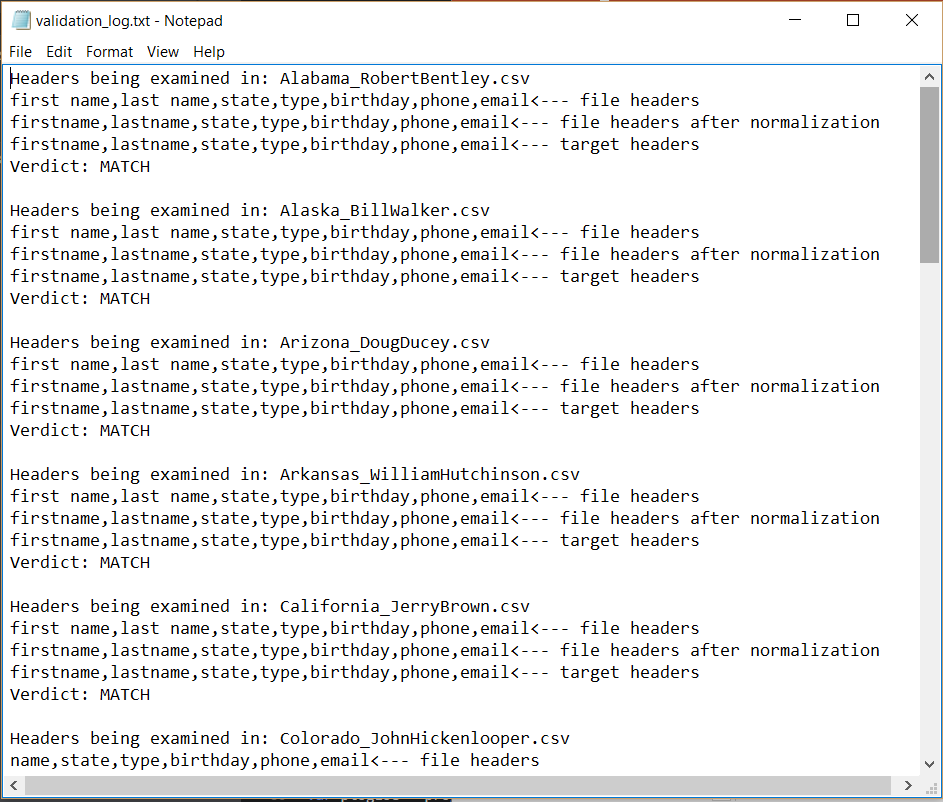 validation_log.txt - Notepad
File Edit Format View Help
Headers being examined in: Alabama_RobertBentley.csv
first name,last name,state,type,birthday,phone,email<--- file headers
firstname,lastname,state,type,birthday,phone,email<--- file headers after normalization
firstname,lastname,state,type,birthday,phone,email<--- target headers
Verdict: MATCH

Headers being examined in: Alaska_BillWalker.csv
first name,last name,state,type,birthday,phone,email<--- file headers
firstname,lastname,state,type,birthday,phone,email<--- file headers after normalization
firstname,lastname,state,type,birthday,phone,email<--- target headers
Verdict: MATCH

Headers being examined in: Arizona_DougDucey.csv
first name,last name,state,type,birthday,phone,email<--- file headers
firstname,lastname,state,type,birthday,phone,email<--- file headers after normalization
firstname,lastname,state,type,birthday,phone,email<--- target headers
Verdict: MATCH

Headers being examined in: Arkansas_WilliamHutchinson.csv
first name,last name,state,type,birthday,phone,email<--- file headers
firstname,lastname,state,type,birthday,phone,email<--- file headers after normalization
firstname,lastname,state,type,birthday,phone,email<--- target headers
Verdict: MATCH

Headers being examined in: California_JerryBrown.csv
first name,last name,state,type,birthday,phone,email<--- file headers
firstname,lastname,state,type,birthday,phone,email<--- file headers after normalization
firstname,lastname,state,type,birthday,phone,email<--- target headers
Verdict: MATCH

Headers being examined in: Colorado_JohnHickenlooper.csv
name,state,type,birthday,phone,email<--- file headers